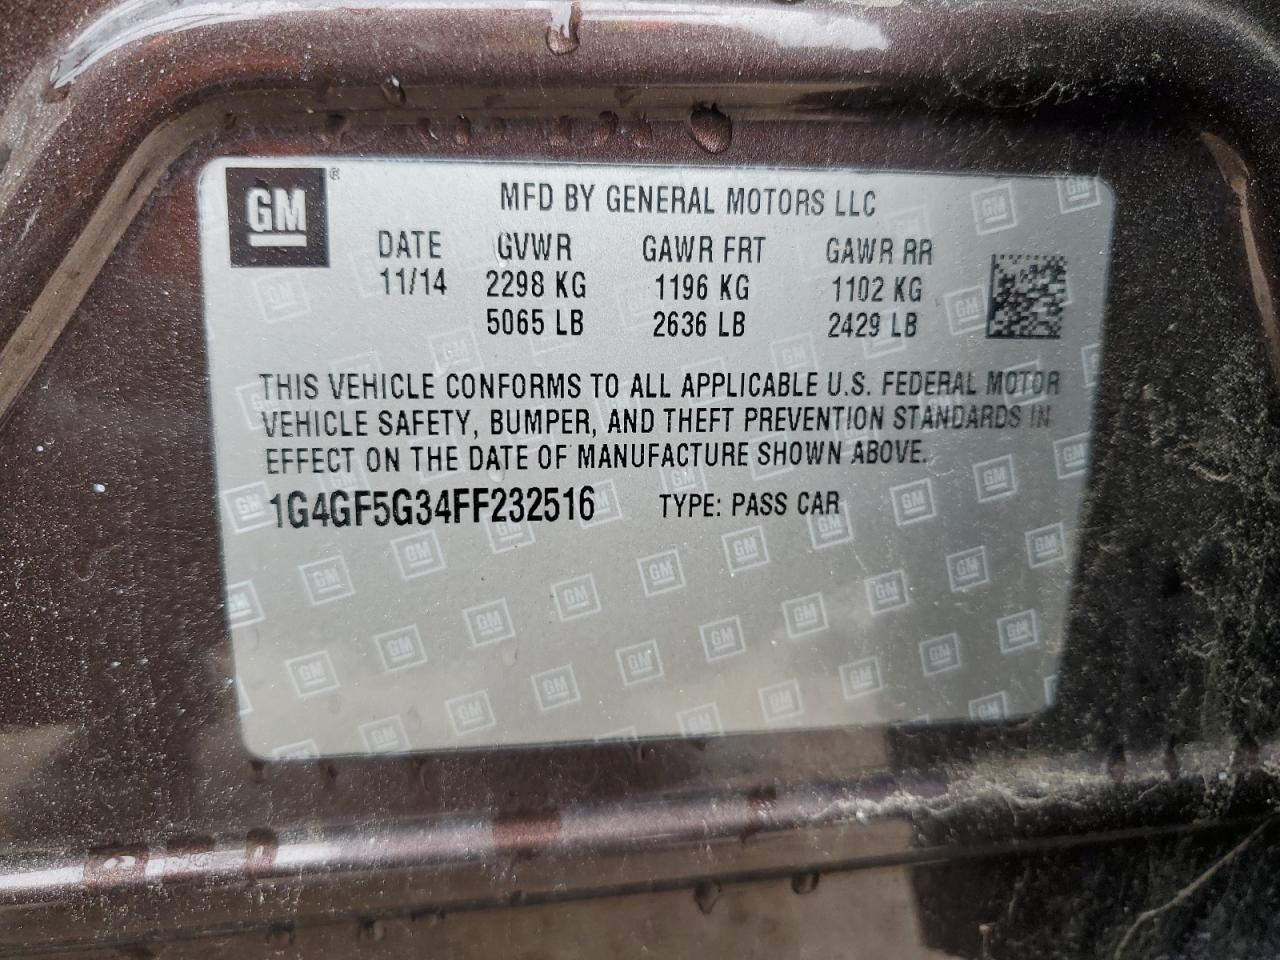 GM®
MFD BY GENERAL MOTORS LLC
DATE GVWR GAWR FRT GAWR RR
11/14 2298 KG 1196 KG 1102 KG
5065 LB 2636 LB 2429 LB
THIS VEHICLE CONFORMS TO ALL APPLICABLE U.S. FEDERAL MOTOR
VEHICLE SAFETY, BUMPER, AND THEFT PREVENTION STANDARDS IN
EFFECT ON THE DATE OF MANUFACTURE SHOWN ABOVE.
1G4GF5G34FF232516 TYPE: PASS CAR